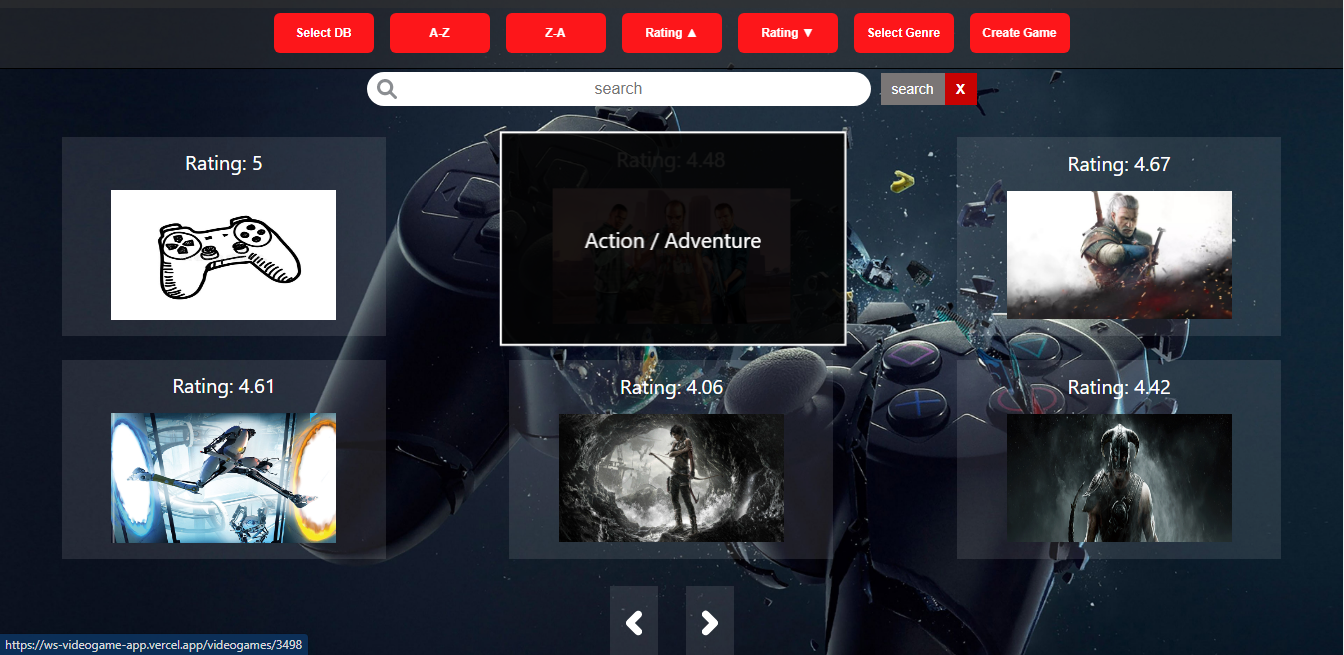 Select DB
A-Z
Z-A
Rating ▲
Rating ▼
Select Genre
Create Game
search
search
X
Rating: 5
Rating: 4.48
Action / Adventure
Rating: 4.67
Rating: 4.61
Rating: 4.06
Rating: 4.42
https://ws-videogame-app.vercel.app/videogames/3498